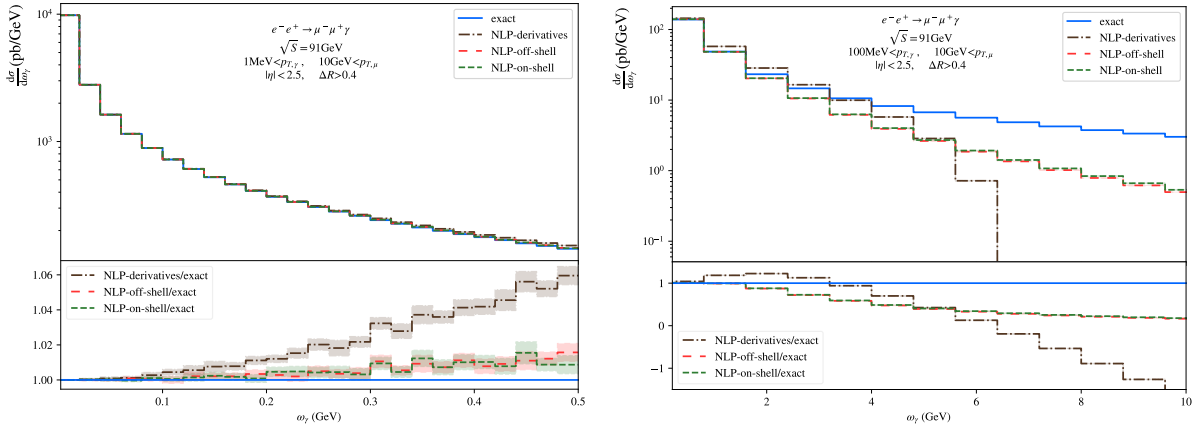 dσ/dω_γ (pb/GeV)
10⁴
10³
e⁻e⁺ → μ⁻μ⁺γ
√S = 91GeV
1MeV<p_{T,γ} ,   10GeV<p_{T,μ}
|η|<2.5,   ΔR>0.4
exact
NLP-derivatives
NLP-off-shell
NLP-on-shell
1.06
1.04
1.02
1.00
NLP-derivatives/exact
NLP-off-shell/exact
NLP-on-shell/exact
0.1 0.2 0.3 0.4 0.5
ω_γ (GeV)
dσ/dω_γ (pb/GeV)
10²
10¹
10⁰
10⁻¹
e⁻e⁺ → μ⁻μ⁺γ
√S = 91GeV
100MeV<p_{T,γ} ,   10GeV<p_{T,μ}
|η|<2.5,   ΔR>0.4
exact
NLP-derivatives
NLP-off-shell
NLP-on-shell
1
0
−1
NLP-derivatives/exact
NLP-off-shell/exact
NLP-on-shell/exact
2 4 6 8 10
ω_γ (GeV)